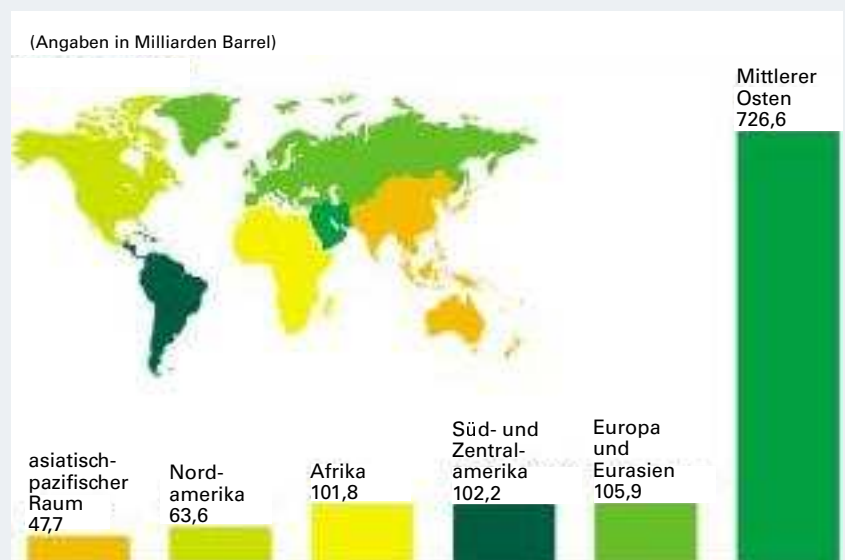 (Angaben in Milliarden Barrel)
Mittlerer
Osten
726,6
asiatisch-
pazifischer
Raum
47,7
Nord-
amerika
63,6
Afrika
101,8
Süd- und
Zentral-
amerika
102,2
Europa
und
Eurasien
105,9